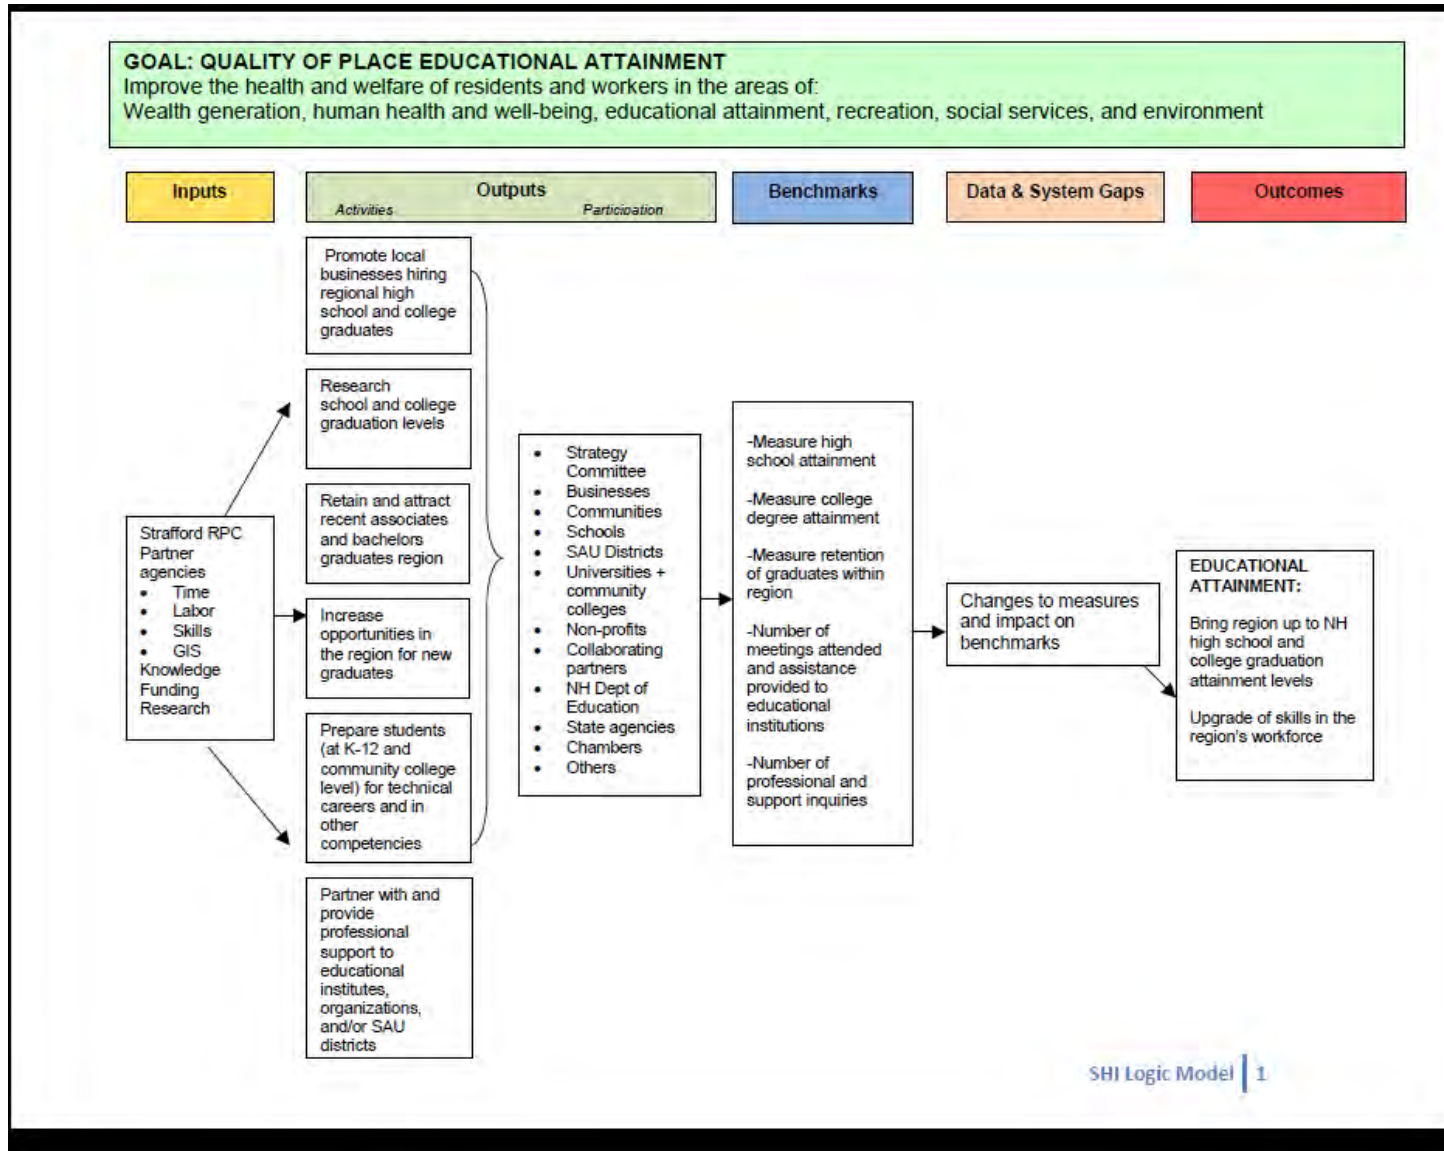 GOAL: QUALITY OF PLACE EDUCATIONAL ATTAINMENT
Improve the health and welfare of residents and workers in the areas of:
Wealth generation, human health and well-being, educational attainment, recreation, social services, and environment
Inputs
Outputs
Activities
Participation
Benchmarks
Data & System Gaps
Outcomes
Strafford RPC
Partner
agencies
• Time
• Labor
• Skills
• GIS
Knowledge
Funding
Research
Promote local
businesses hiring
regional high
school and college
graduates
Research
school and college
graduation levels
Retain and attract
recent associates
and bachelors
graduates region
Increase
opportunities in
the region for new
graduates
Prepare students
(at K-12 and
community college
level) for technical
careers and in
other
competencies
Partner with and
provide
professional
support to
educational
institutes,
organizations,
and/or SAU
districts
• Strategy
Committee
• Businesses
• Communities
• Schools
• SAU Districts
• Universities +
community
colleges
• Non-profits
• Collaborating
partners
• NH Dept of
Education
• State agencies
• Chambers
• Others
-Measure high
school attainment
-Measure college
degree attainment
-Measure retention
of graduates within
region
-Number of
meetings attended
and assistance
provided to
educational
institutions
-Number of
professional and
support inquiries
Changes to measures
and impact on
benchmarks
EDUCATIONAL
ATTAINMENT:
Bring region up to NH
high school and
college graduation
attainment levels
Upgrade of skills in the
region's workforce
SHI Logic Model | 1